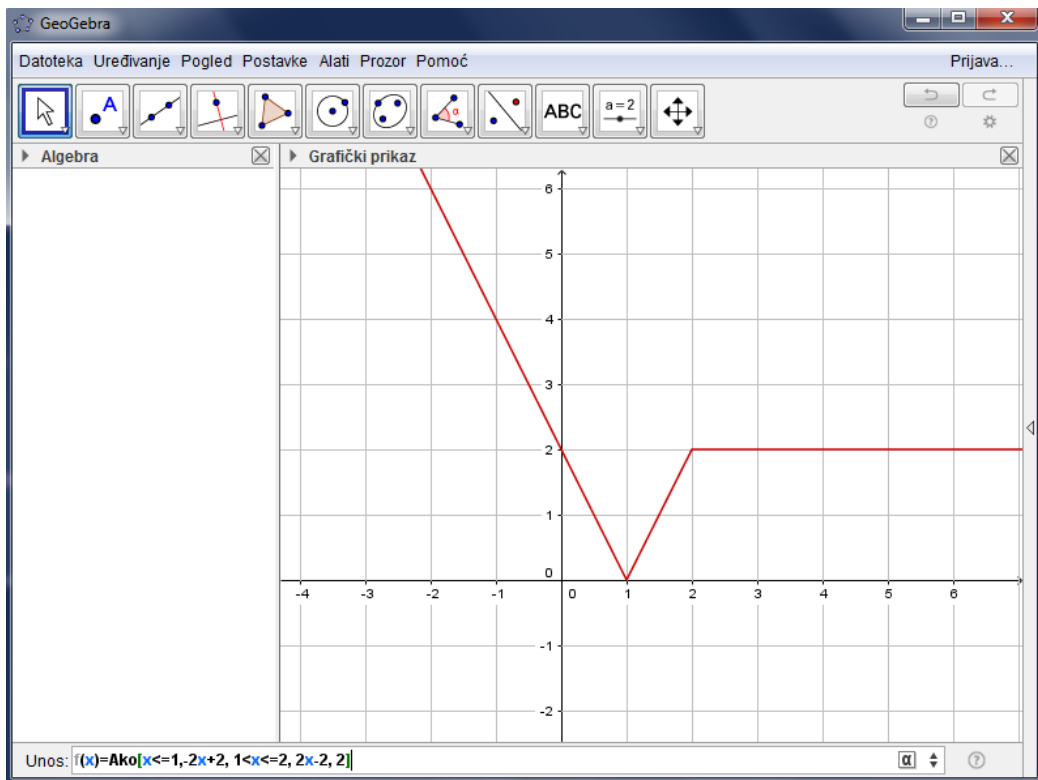 GeoGebra
Datoteka Uređivanje Pogled Postavke Alati Prozor Pomoć Prijava...
A α ABC a = 2
Algebra
Grafički prikaz
6
5
4
3
2
1
0
-4 -3 -2 -1 0 1 2 3 4 5 6
-1
-2
Unos: f(x)=Ako[x<=1,-2x+2, 1<x<=2, 2x-2, 2] α